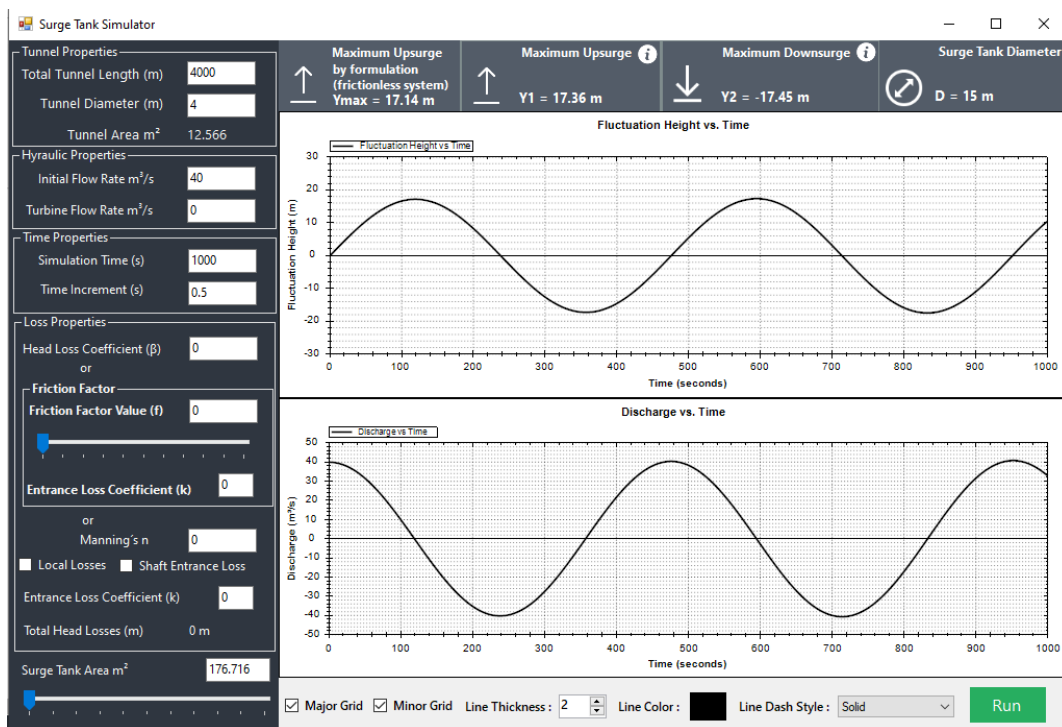 Surge Tank Simulator
Tunnel Properties
Total Tunnel Length (m) 4000
Tunnel Diameter (m) 4
Tunnel Area m² 12.566
Hyraulic Properties
Initial Flow Rate m³/s 40
Turbine Flow Rate m³/s 0
Time Properties
Simulation Time (s) 1000
Time Increment (s) 0.5
Loss Properties
Head Loss Coefficient (β) 0
or
Friction Factor
Friction Factor Value (f) 0
Entrance Loss Coefficient (k) 0
or
Manning´s n 0
Local Losses Shaft Entrance Loss
Entrance Loss Coefficient (k) 0
Total Head Losses (m) 0 m
Surge Tank Area m² 176.716
Maximum Upsurge
by formulation
(frictionless system)
Ymax = 17.14 m
Maximum Upsurge i
Y1 = 17.36 m
Maximum Downsurge i
Y2 = -17.45 m
Surge Tank Diameter
D = 15 m
Fluctuation Height vs. Time
Fluctuation Height vs Time
Fluctuation Height (m)
30
20
10
0
-10
-20
-30
0 100 200 300 400 500 600 700 800 900 1000
Time (seconds)
Discharge vs. Time
Discharge vs Time
Discharge (m³/s)
50
40
30
20
10
0
-10
-20
-30
-40
-50
0 100 200 300 400 500 600 700 800 900 1000
Time (seconds)
Major Grid Minor Grid Line Thickness : 2 Line Color : Line Dash Style : Solid Run